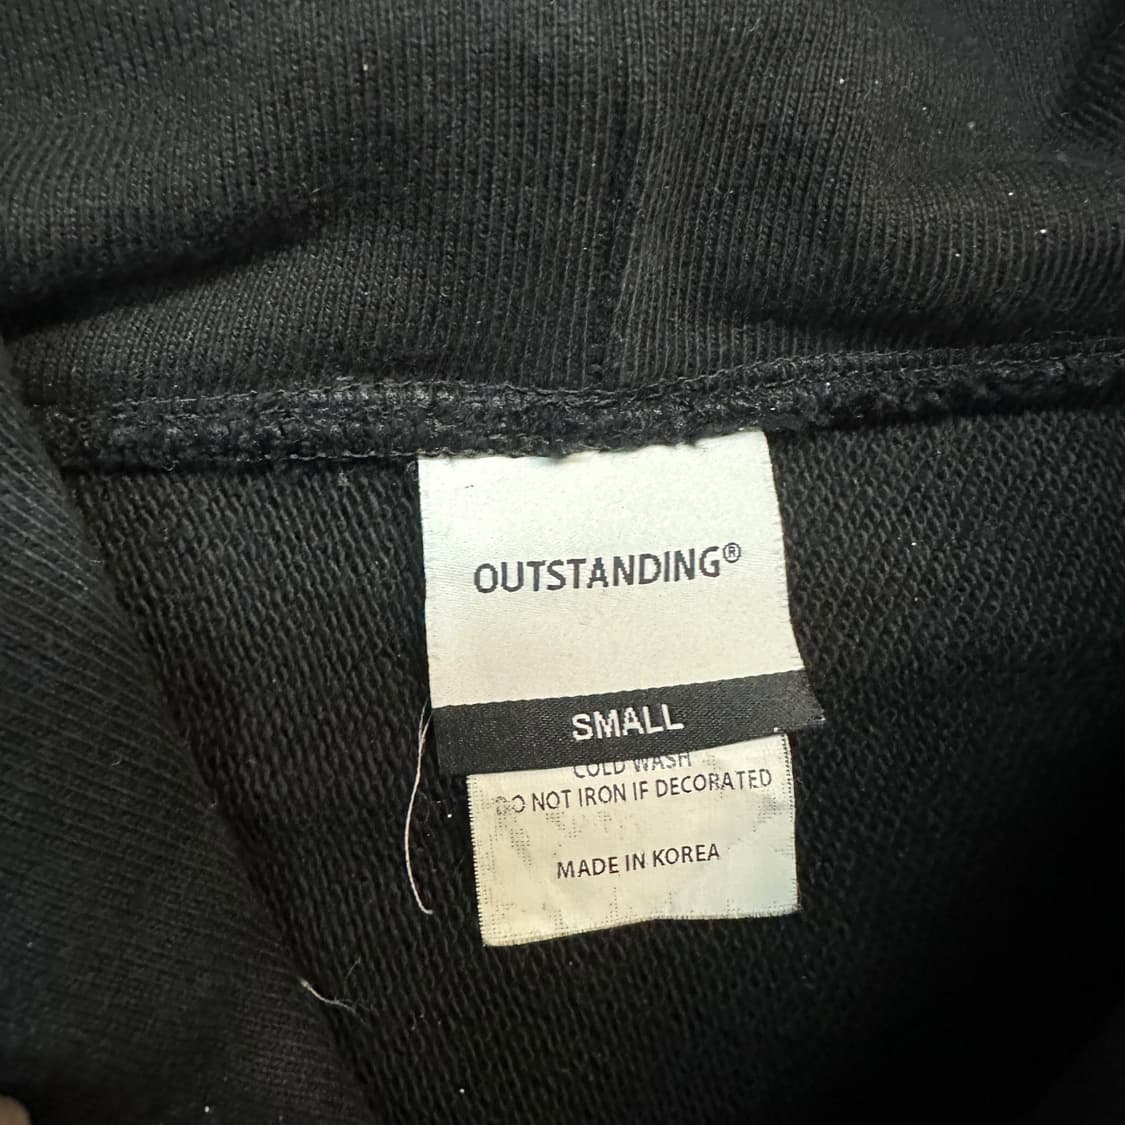 OUTSTANDING®
SMALL
COLD WASH
DO NOT IRON IF DECORATED
MADE IN KOREA